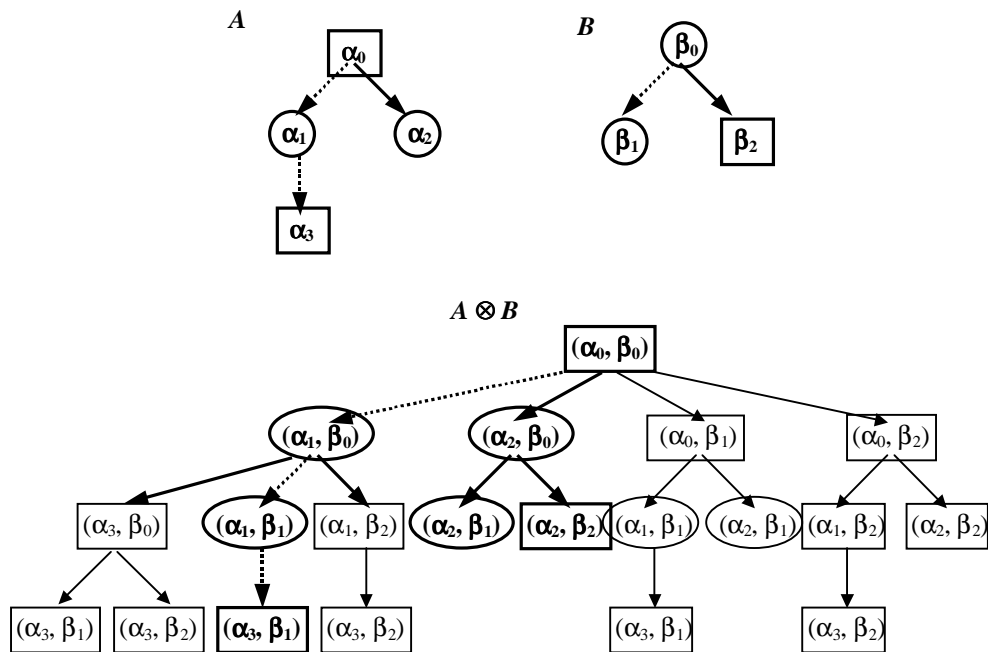 A
B
α₀
β₀
α₁ α₂
β₁ β₂
α₃
A ⊗ B
(α₀, β₀)
(α₁, β₀) (α₂, β₀) (α₀, β₁) (α₀, β₂)
(α₃, β₀) (α₁, β₁) (α₁, β₂) (α₂, β₁) (α₂, β₂) (α₁, β₁) (α₂, β₁) (α₁, β₂) (α₂, β₂)
(α₃, β₁) (α₃, β₂) (α₃, β₁) (α₃, β₂) (α₃, β₁) (α₃, β₂)